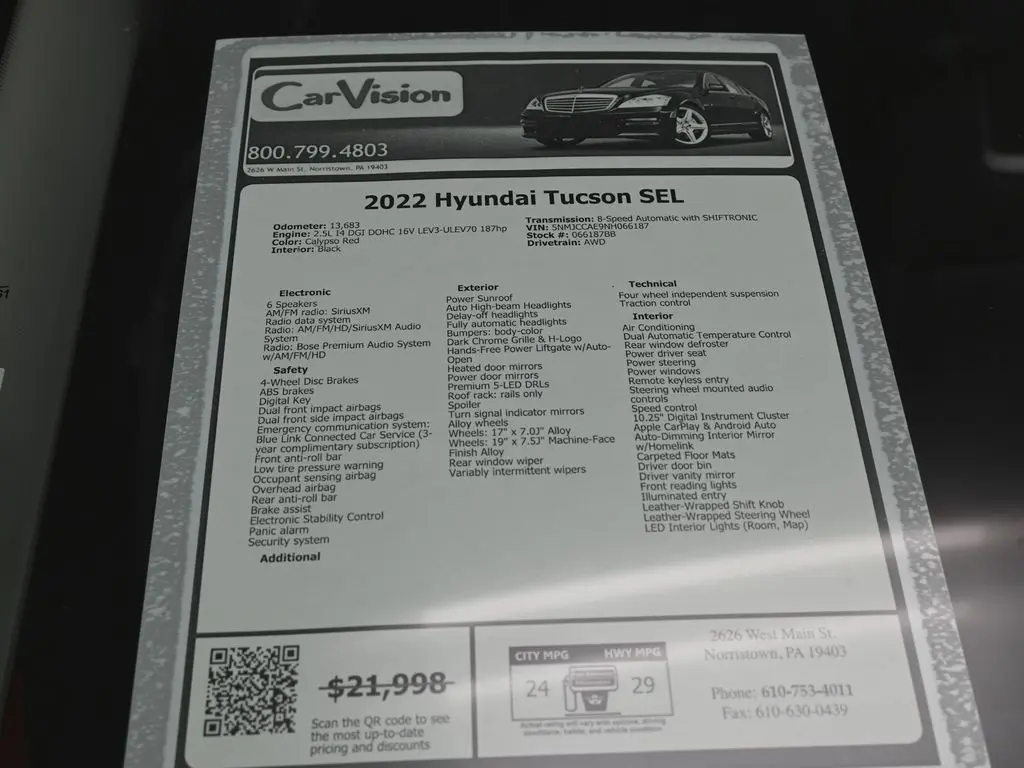 CarVision
800.799.4803
2626 W Main St, Norristown, PA 19403
2022 Hyundai Tucson SEL
Odometer: 13,683
Engine: 2.5L I4 DGI DOHC 16V LEV3-ULEV70 187hp
Color: Calypso Red
Interior: Black
Transmission: 8-Speed Automatic with SHIFTRONIC
VIN: 5NMJCCAE9NH066187
Stock #: 066187BB
Drivetrain: AWD
Electronic
6 Speakers
AM/FM radio: SiriusXM
Radio data system
Radio: AM/FM/HD/SiriusXM Audio
System
Radio: Bose Premium Audio System
w/AM/FM/HD
Safety
4-Wheel Disc Brakes
ABS brakes
Digital Key
Dual front impact airbags
Dual front side impact airbags
Emergency communication system:
Blue Link Connected Car Service (3-
year complimentary subscription)
Front anti-roll bar
Low tire pressure warning
Occupant sensing airbag
Overhead airbag
Rear anti-roll bar
Brake assist
Electronic Stability Control
Panic alarm
Security system
Additional
Exterior
Power Sunroof
Auto High-beam Headlights
Delay-off headlights
Fully automatic headlights
Bumpers: body-color
Dark Chrome Grille & H-Logo
Hands-Free Power Liftgate w/Auto-
Open
Heated door mirrors
Power door mirrors
Premium 5-LED DRLs
Roof rack: rails only
Spoiler
Turn signal indicator mirrors
Alloy wheels
Wheels: 17" x 7.0J" Alloy
Wheels: 19" x 7.5J" Machine-Face
Finish Alloy
Rear window wiper
Variably intermittent wipers
Technical
Four wheel independent suspension
Traction control
Interior
Air Conditioning
Dual Automatic Temperature Control
Rear window defroster
Power driver seat
Power steering
Power windows
Remote keyless entry
Steering wheel mounted audio
controls
Speed control
10.25" Digital Instrument Cluster
Apple CarPlay & Android Auto
Auto-Dimming Interior Mirror
w/Homelink
Carpeted Floor Mats
Driver door bin
Driver vanity mirror
Front reading lights
Illuminated entry
Leather-Wrapped Shift Knob
Leather-Wrapped Steering Wheel
LED Interior Lights (Room, Map)
$21,998
Scan the QR code to see
the most up-to-date
pricing and discounts
CITY MPG HWY MPG
24 29
Actual rating will vary with options, driving
conditions, habits, and vehicle condition.
2626 West Main St.
Norristown, PA 19403
Phone: 610-753-4011
Fax: 610-630-0439